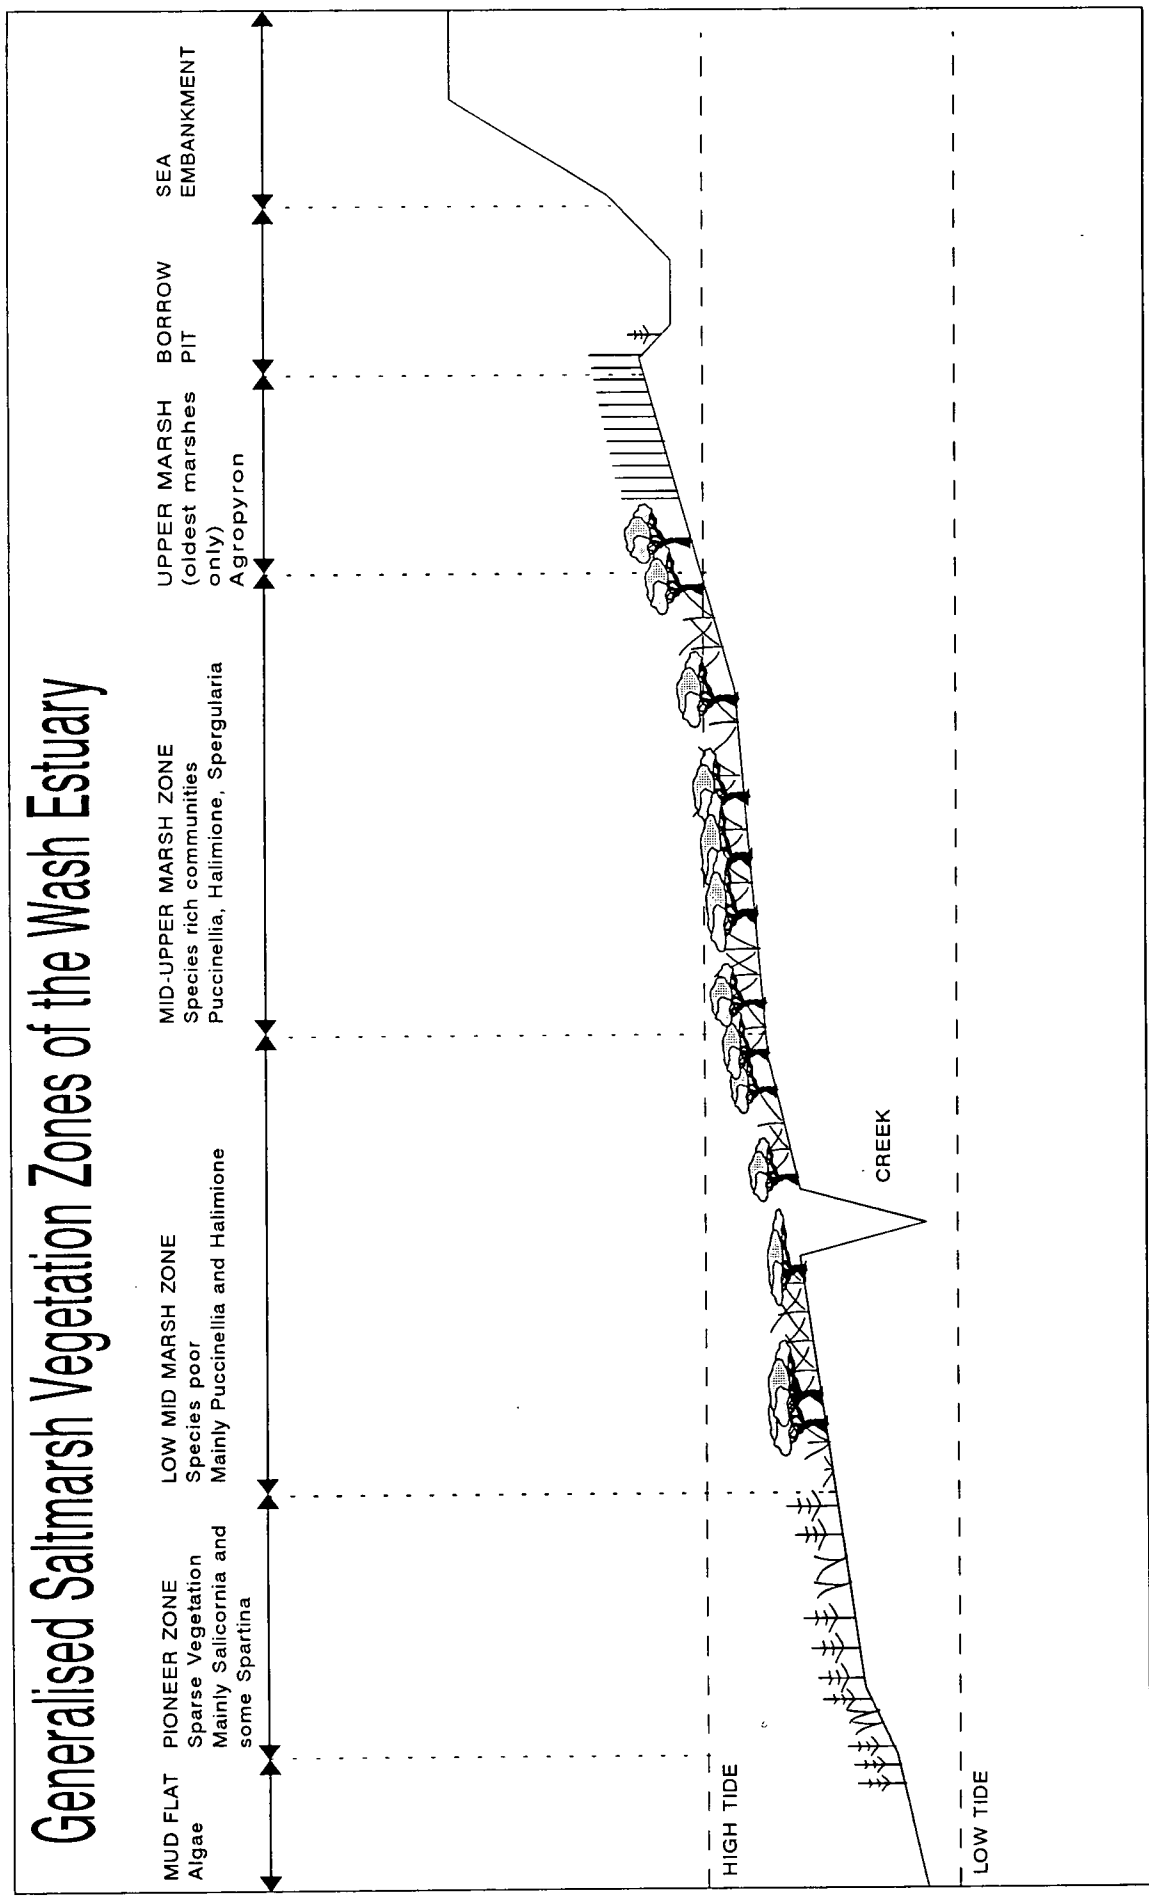 Generalised Saltmarsh Vegetation Zones of the Wash Estuary
MUD FLAT
Algae
PIONEER ZONE
Sparse Vegetation
Mainly Salicornia and
some Spartina
LOW MID MARSH ZONE
Species poor
Mainly Puccinellia and Halimione
MID-UPPER MARSH ZONE
Species rich communities
Puccinellia, Halimione, Spergularia
UPPER MARSH
(oldest marshes
only)
Agropyron
BORROW
PIT
SEA
EMBANKMENT
HIGH TIDE
CREEK
LOW TIDE